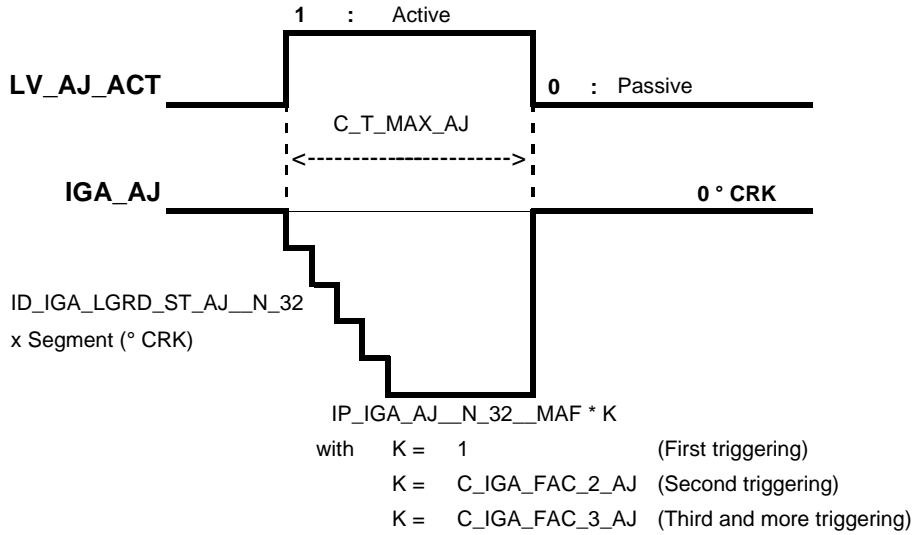 1 : Active
LV_AJ_ACT
0 : Passive
C_T_MAX_AJ
<----------------------->
IGA_AJ
0 ° CRK
ID_IGA_LGRD_ST_AJ__N_32
x Segment (° CRK)
IP_IGA_AJ__N_32__MAF * K
with K = 1 (First triggering)
K = C_IGA_FAC_2_AJ (Second triggering)
K = C_IGA_FAC_3_AJ (Third and more triggering)